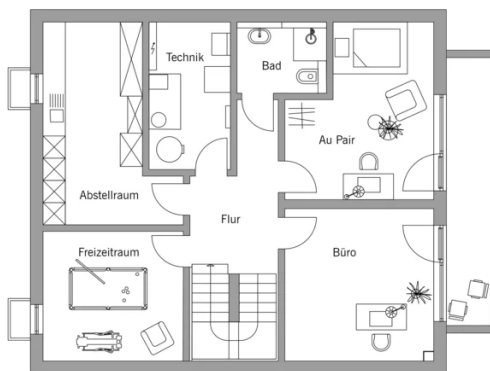 Technik
Bad
Au Pair
Abstellraum
Flur
Freizeitraum
Büro